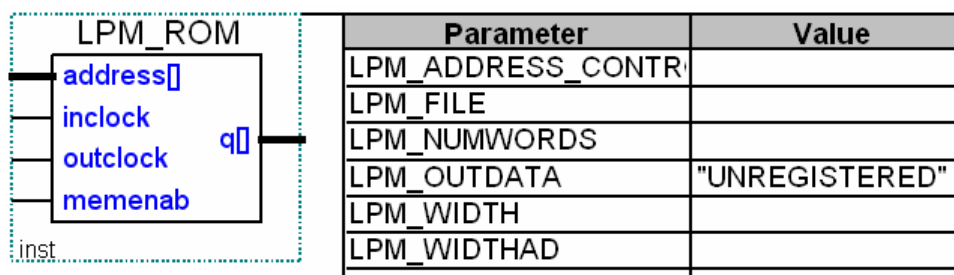 LPM_ROM
address[]
inclock
outclock
memenab
q[]
inst
Parameter Value
LPM_ADDRESS_CONTR
LPM_FILE
LPM_NUMWORDS
LPM_OUTDATA "UNREGISTERED"
LPM_WIDTH
LPM_WIDTHAD